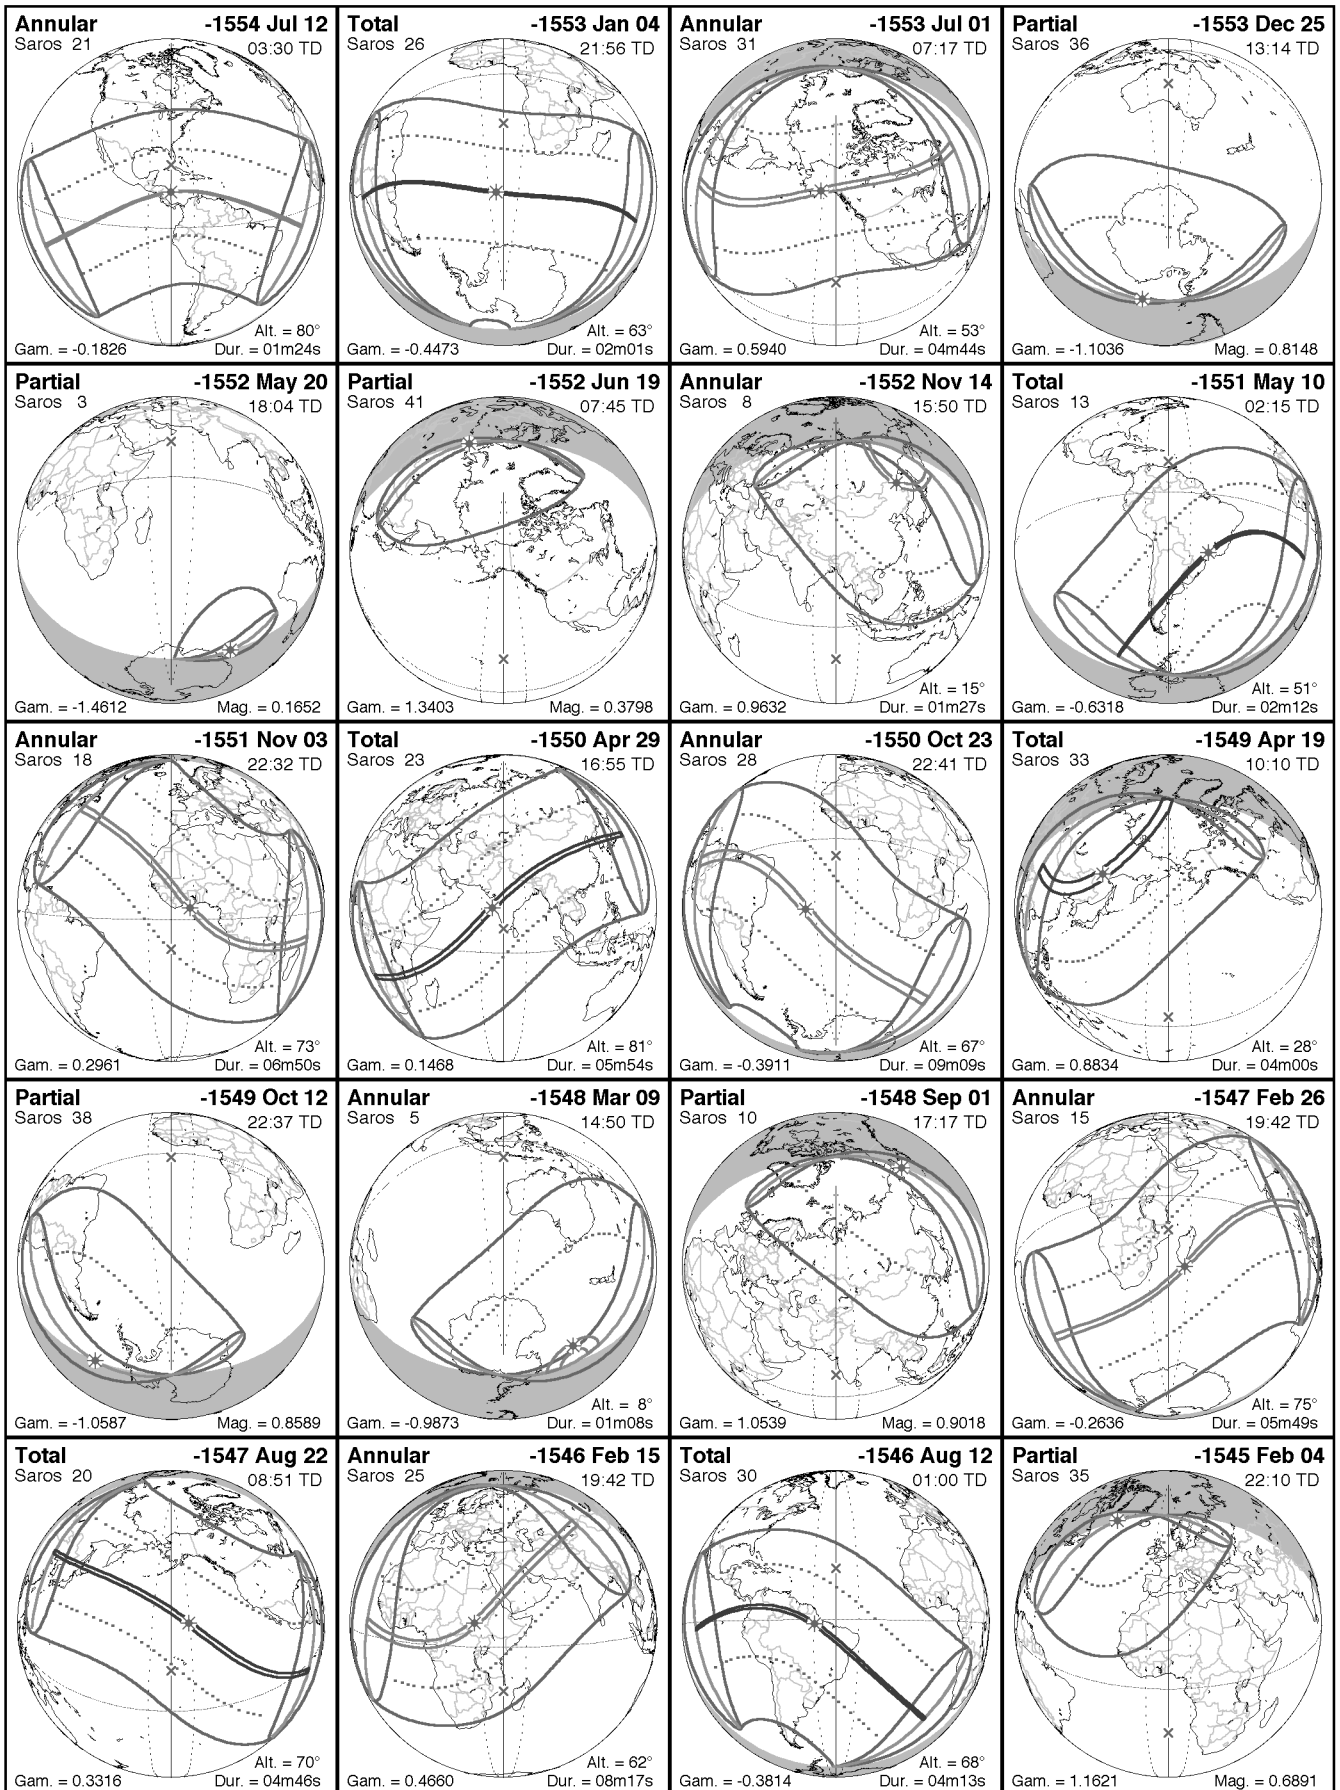 Annular -1554 Jul 12
Saros 21 03:30 TD
Alt. = 80°
Gam. = -0.1826 Dur. = 01m24s
Total -1553 Jan 04
Saros 26 21:56 TD
Alt. = 63°
Gam. = -0.4473 Dur. = 02m01s
Annular -1553 Jul 01
Saros 31 07:17 TD
Alt. = 53°
Gam. = 0.5940 Dur. = 04m44s
Partial -1553 Dec 25
Saros 36 13:14 TD
Gam. = -1.1036 Mag. = 0.8148
Partial -1552 May 20
Saros 3 18:04 TD
Gam. = -1.4612 Mag. = 0.1652
Partial -1552 Jun 19
Saros 41 07:45 TD
Gam. = 1.3403 Mag. = 0.3798
Annular -1552 Nov 14
Saros 8 15:50 TD
Alt. = 15°
Gam. = 0.9632 Dur. = 01m27s
Total -1551 May 10
Saros 13 02:15 TD
Alt. = 51°
Gam. = -0.6318 Dur. = 02m12s
Annular -1551 Nov 03
Saros 18 22:32 TD
Alt. = 73°
Gam. = 0.2961 Dur. = 06m50s
Total -1550 Apr 29
Saros 23 16:55 TD
Alt. = 81°
Gam. = 0.1468 Dur. = 05m54s
Annular -1550 Oct 23
Saros 28 22:41 TD
Alt. = 67°
Gam. = -0.3911 Dur. = 09m09s
Total -1549 Apr 19
Saros 33 10:10 TD
Alt. = 28°
Gam. = 0.8834 Dur. = 04m00s
Partial -1549 Oct 12
Saros 38 22:37 TD
Gam. = -1.0587 Mag. = 0.8589
Annular -1548 Mar 09
Saros 5 14:50 TD
Alt. = 8°
Gam. = -0.9873 Dur. = 01m08s
Partial -1548 Sep 01
Saros 10 17:17 TD
Gam. = 1.0539 Mag. = 0.9018
Annular -1547 Feb 26
Saros 15 19:42 TD
Alt. = 75°
Gam. = -0.2636 Dur. = 05m49s
Total -1547 Aug 22
Saros 20 08:51 TD
Alt. = 70°
Gam. = 0.3316 Dur. = 04m46s
Annular -1546 Feb 15
Saros 25 19:42 TD
Alt. = 62°
Gam. = 0.4660 Dur. = 08m17s
Total -1546 Aug 12
Saros 30 01:00 TD
Alt. = 68°
Gam. = -0.3814 Dur. = 04m13s
Partial -1545 Feb 04
Saros 35 22:10 TD
Gam. = 1.1621 Mag. = 0.6891